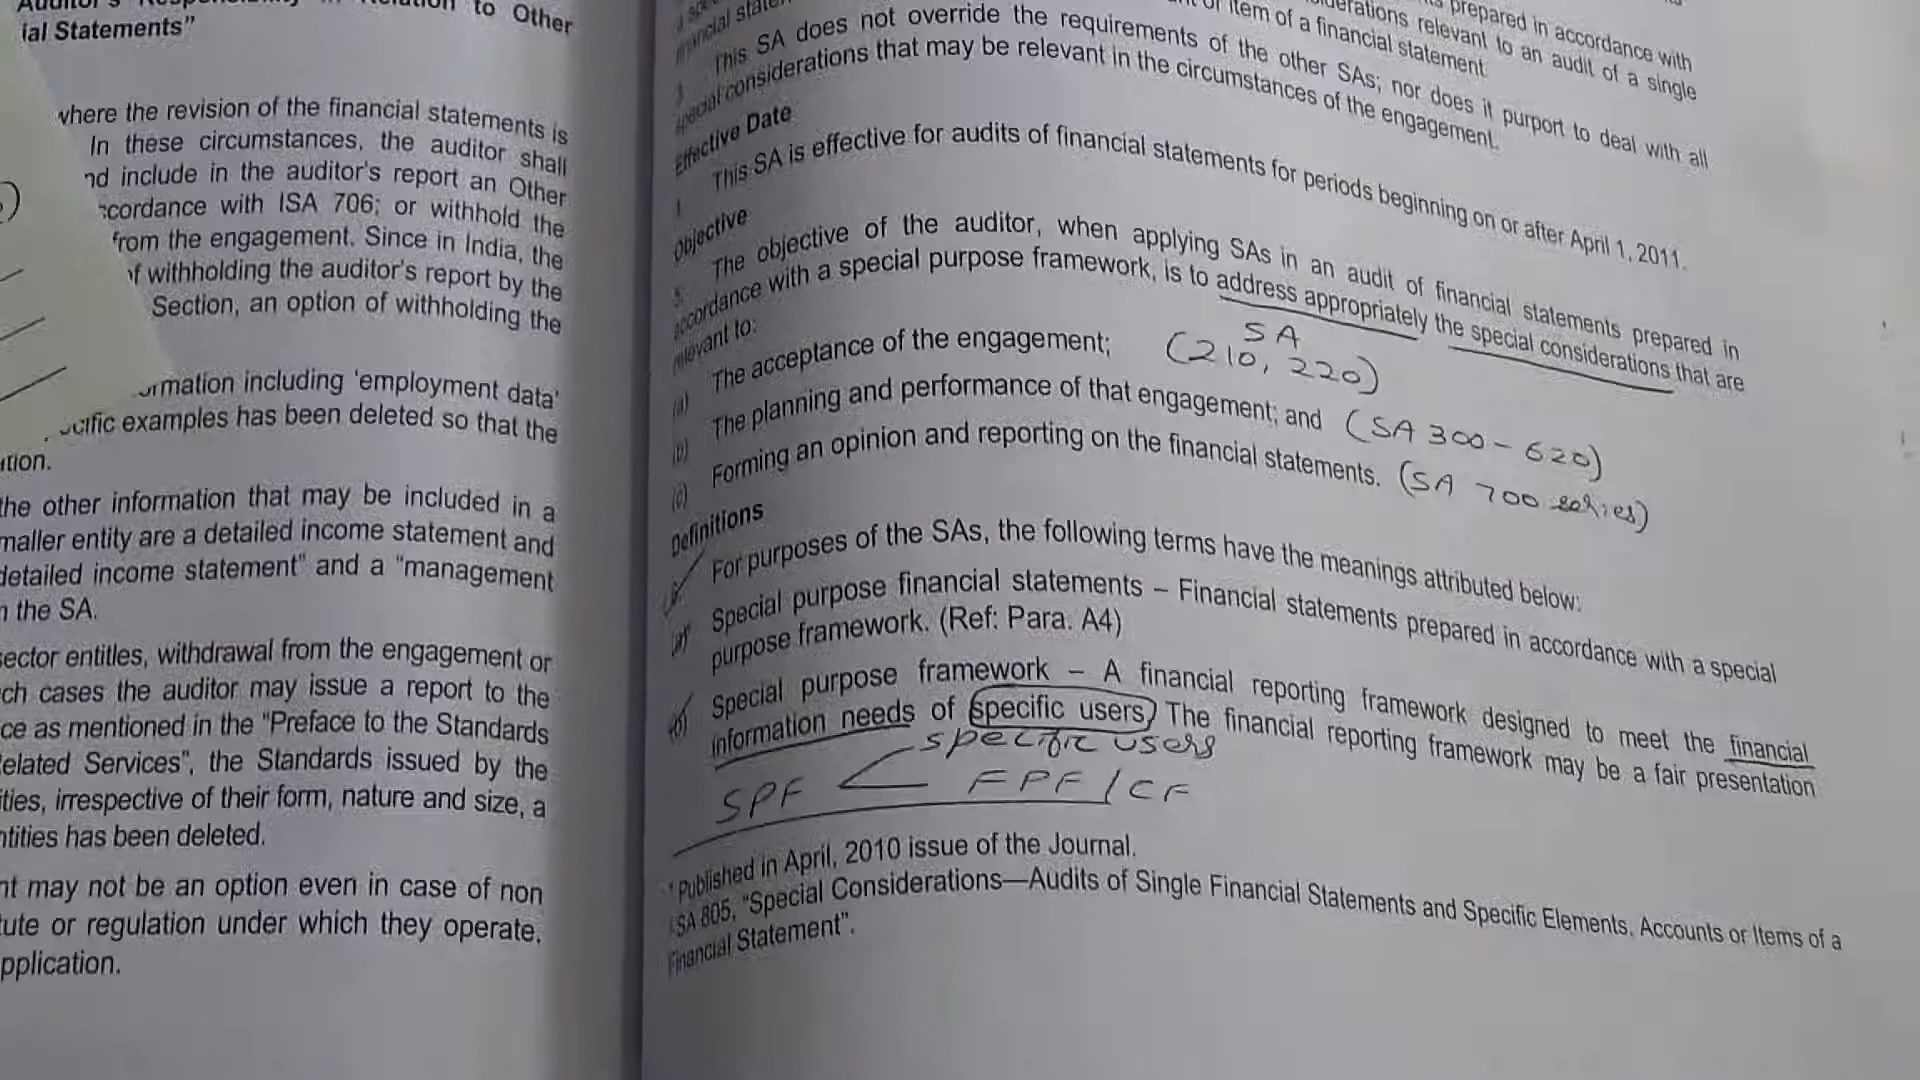 to Other
ial Statements"
where the revision of the financial statements is
In these circumstances, the auditor shall
nd include in the auditor's report an Other
cordance with ISA 706; or withhold the
from the engagement. Since in India, the
of withholding the auditor's report by the
Section, an option of withholding the
rmation including 'employment data'
cific examples has been deleted so that the
ation.
the other information that may be included in a
maller entity are a detailed income statement and
detailed income statement" and a "management
n the SA.
sector entitles, withdrawal from the engagement or
ch cases the auditor may issue a report to the
ce as mentioned in the "Preface to the Standards
elated Services", the Standards issued by the
ities, irrespective of their form, nature and size, a
ntities has been deleted.
nt may not be an option even in case of non
tute or regulation under which they operate.
pplication.
prepared in accordance with
erations relevant to an audit of a single
or item of a financial statement.
3. This SA does not override the requirements of the other SAs; nor does it purport to deal with all
special considerations that may be relevant in the circumstances of the engagement.
Effective Date
This SA is effective for audits of financial statements for periods beginning on or after April 1, 2011.
Objective
5. The objective of the auditor, when applying SAs in an audit of financial statements prepared in
accordance with a special purpose framework, is to address appropriately the special considerations that are
relevant to:
(a) The acceptance of the engagement; SA (210, 220)
(b) The planning and performance of that engagement; and (SA 300 - 620)
(c) Forming an opinion and reporting on the financial statements. (SA 700 series)
Definitions
For purposes of the SAs, the following terms have the meanings attributed below:
(a) Special purpose financial statements – Financial statements prepared in accordance with a special
purpose framework. (Ref: Para. A4)
(b) Special purpose framework – A financial reporting framework designed to meet the financial
information needs of specific users. The financial reporting framework may be a fair presentation
specific users
SPF < FPF / CF
Published in April, 2010 issue of the Journal.
SA 805, "Special Considerations—Audits of Single Financial Statements and Specific Elements, Accounts or Items of a
Financial Statement".